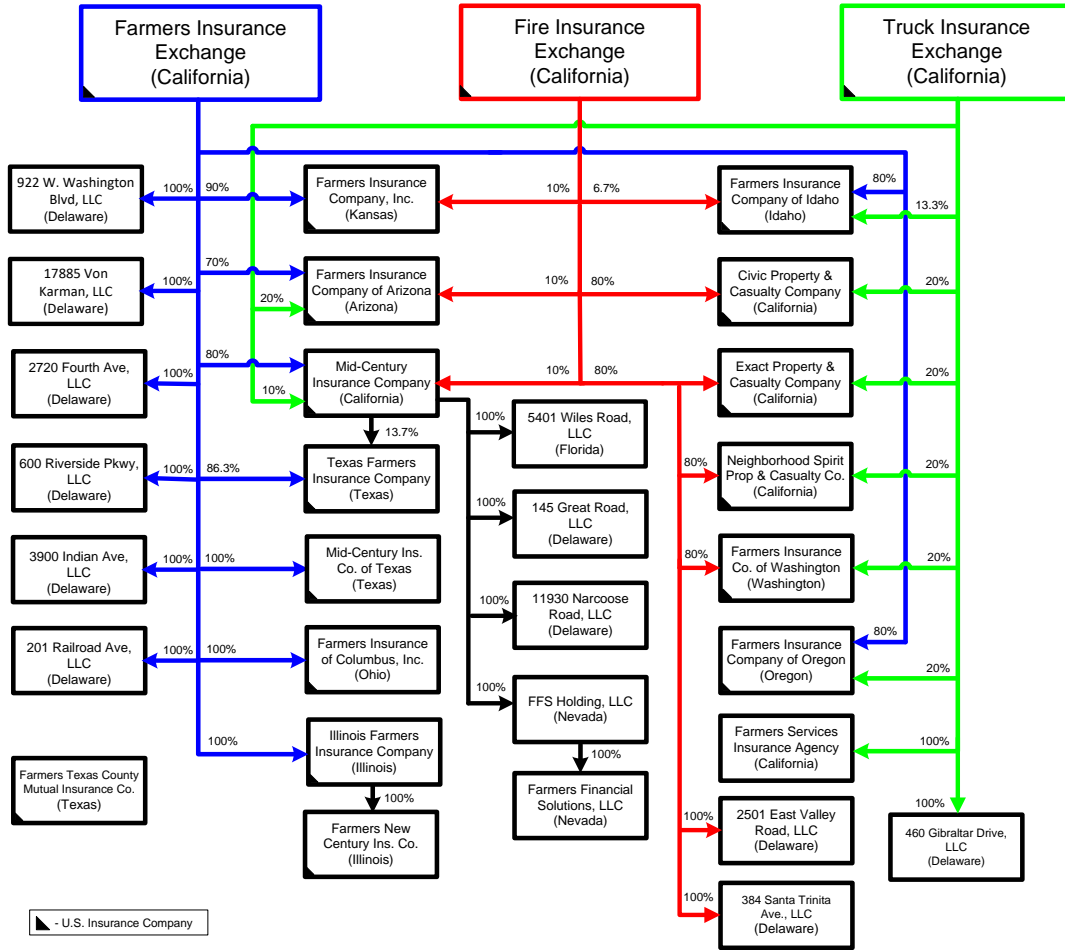 Farmers Insurance
Exchange
(California)
Fire Insurance
Exchange
(California)
Truck Insurance
Exchange
(California)
922 W. Washington
Blvd, LLC
(Delaware)
100%
90%
Farmers Insurance
Company, Inc.
(Kansas)
10%
6.7%
Farmers Insurance
Company of Idaho
(Idaho)
80%
13.3%
17885 Von
Karman, LLC
(Delaware)
100%
70%
20%
Farmers Insurance
Company of Arizona
(Arizona)
10%
80%
Civic Property &
Casualty Company
(California)
20%
2720 Fourth Ave,
LLC
(Delaware)
100%
80%
10%
Mid-Century
Insurance Company
(California)
10%
80%
Exact Property &
Casualty Company
(California)
20%
13.7%
100%
5401 Wiles Road,
LLC
(Florida)
600 Riverside Pkwy,
LLC
(Delaware)
100%
86.3%
Texas Farmers
Insurance Company
(Texas)
80%
Neighborhood Spirit
Prop & Casualty Co.
(California)
20%
100%
145 Great Road,
LLC
(Delaware)
3900 Indian Ave,
LLC
(Delaware)
100%
100%
Mid-Century Ins.
Co. of Texas
(Texas)
80%
Farmers Insurance
Co. of Washington
(Washington)
20%
100%
11930 Narcoose
Road, LLC
(Delaware)
201 Railroad Ave,
LLC
(Delaware)
100%
100%
Farmers Insurance
of Columbus, Inc.
(Ohio)
Farmers Insurance
Company of Oregon
(Oregon)
80%
20%
100%
FFS Holding, LLC
(Nevada)
100%
Illinois Farmers
Insurance Company
(Illinois)
Farmers Services
Insurance Agency
(California)
100%
Farmers Texas County
Mutual Insurance Co.
(Texas)
100%
100%
Farmers Financial
Solutions, LLC
(Nevada)
Farmers New
Century Ins. Co.
(Illinois)
100%
2501 East Valley
Road, LLC
(Delaware)
100%
460 Gibraltar Drive,
LLC
(Delaware)
100%
384 Santa Trinita
Ave., LLC
(Delaware)
- U.S. Insurance Company